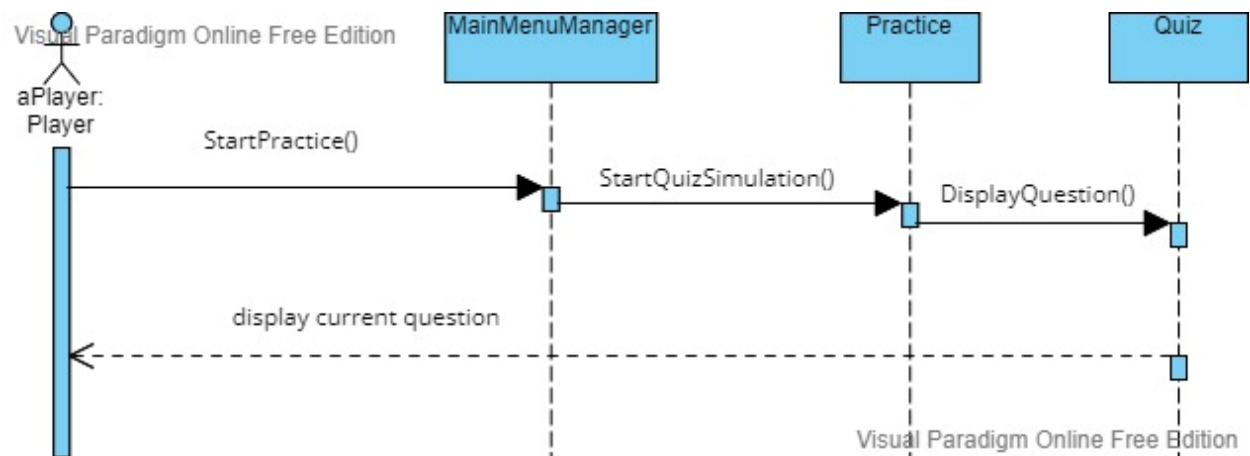 Visual Paradigm Online Free Edition
MainMenuManager
Practice
Quiz
aPlayer:
Player
StartPractice()
StartQuizSimulation()
DisplayQuestion()
display current question
Visual Paradigm Online Free Edition